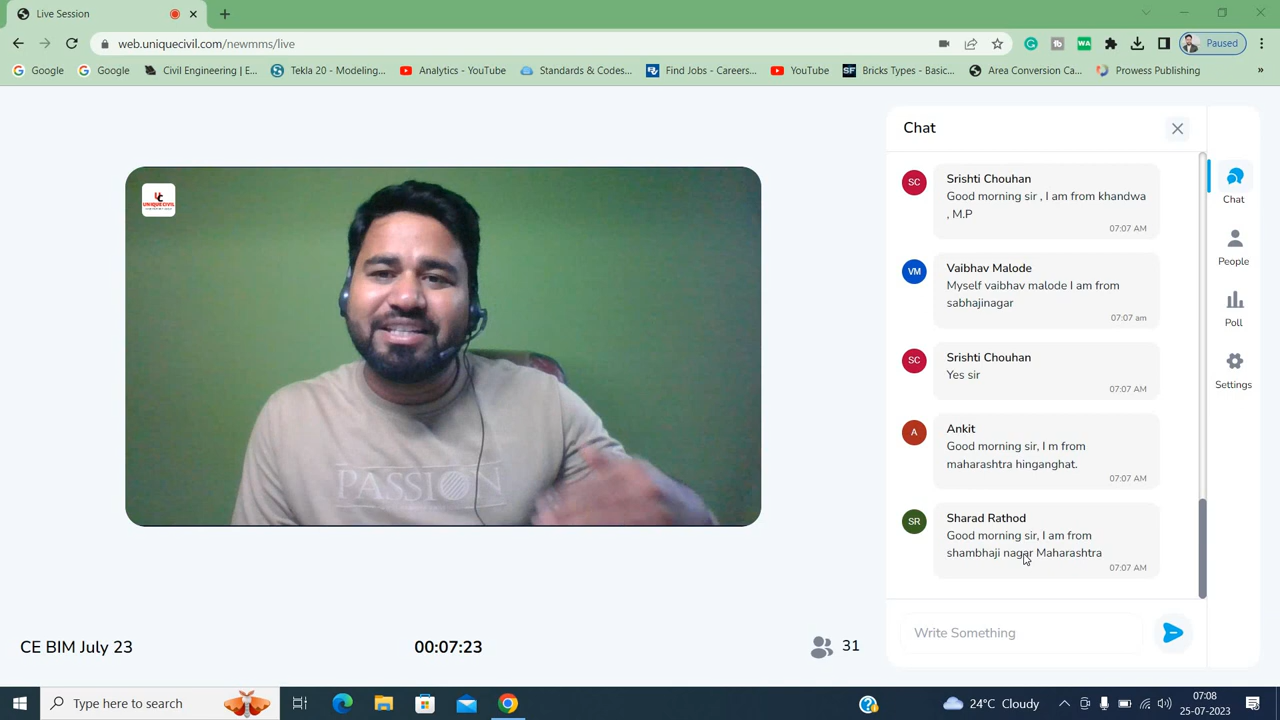 Live Session
web.uniquecivil.com/newmms/live
Paused
Google
Google
Civil Engineering | E...
Tekla 20 - Modeling...
Analytics - YouTube
Standards & Codes...
Find Jobs - Careers...
YouTube
SF
Bricks Types - Basic...
Area Conversion Ca...
Prowess Publishing
»
UC
UNIQUECIVIL
PASSION
CE BIM July 23
00:07:23
31
Chat
SC
Srishti Chouhan
Good morning sir , I am from khandwa
, M.P
07:07 AM
VM
Vaibhav Malode
Myself vaibhav malode I am from
sabhajinagar
07:07 am
SC
Srishti Chouhan
Yes sir
07:07 AM
A
Ankit
Good morning sir, I m from
maharashtra hinganghat.
07:07 AM
SR
Sharad Rathod
Good morning sir, I am from
shambhaji nagar Maharashtra
07:07 AM
Write Something
Chat
People
Poll
Settings
Type here to search
24°C Cloudy
07:08
25-07-2023